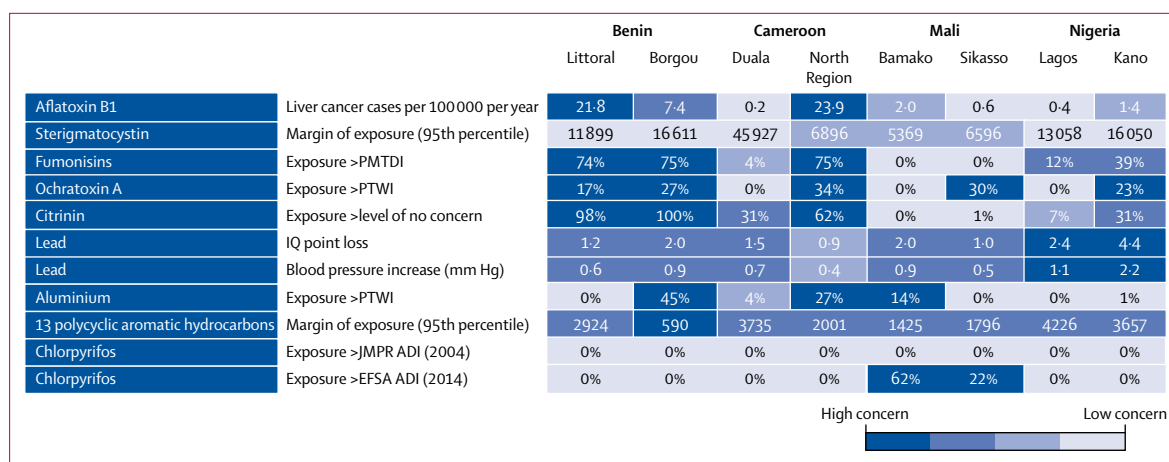 Benin Cameroon Mali Nigeria
Littoral Borgou Duala North Region Bamako Sikasso Lagos Kano
Aflatoxin B1 Liver cancer cases per 100 000 per year 21·8 7·4 0·2 23·9 2·0 0·6 0·4 1·4
Sterigmatocystin Margin of exposure (95th percentile) 11 899 16 611 45 927 6896 5369 6596 13 058 16 050
Fumonisins Exposure >PMTDI 74% 75% 4% 75% 0% 0% 12% 39%
Ochratoxin A Exposure >PTWI 17% 27% 0% 34% 0% 30% 0% 23%
Citrinin Exposure >level of no concern 98% 100% 31% 62% 0% 1% 7% 31%
Lead IQ point loss 1·2 2·0 1·5 0·9 2·0 1·0 2·4 4·4
Lead Blood pressure increase (mm Hg) 0·6 0·9 0·7 0·4 0·9 0·5 1·1 2·2
Aluminium Exposure >PTWI 0% 45% 4% 27% 14% 0% 0% 1%
13 polycyclic aromatic hydrocarbons Margin of exposure (95th percentile) 2924 590 3735 2001 1425 1796 4226 3657
Chlorpyrifos Exposure >JMPR ADI (2004) 0% 0% 0% 0% 0% 0% 0% 0%
Chlorpyrifos Exposure >EFSA ADI (2014) 0% 0% 0% 0% 62% 22% 0% 0%
High concern Low concern